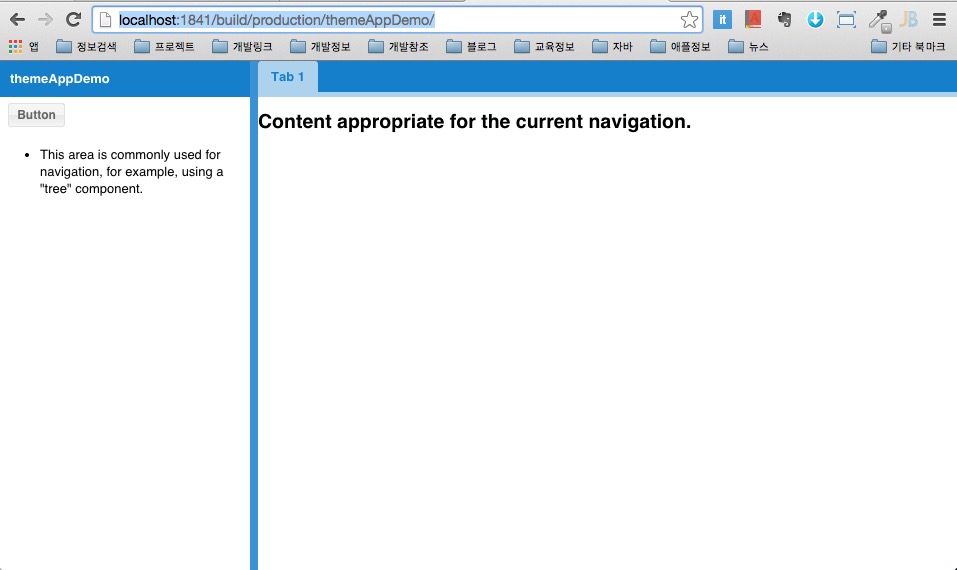 localhost:1841/build/production/themeAppDemo/
it
JB
앱 정보검색 프로젝트 개발링크 개발정보 개발참조 블로그 교육정보 자바 애플정보 뉴스 기타 북마크
themeAppDemo
Tab 1
Button
Content appropriate for the current navigation.
This area is commonly used for
navigation, for example, using a
"tree" component.